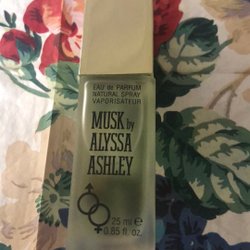 EAU de PARFUM
NATURAL SPRAY
VAPORISATEUR
MUSK by
ALYSSA
ASHLEY
25 ml e
0.85 fl. oz.